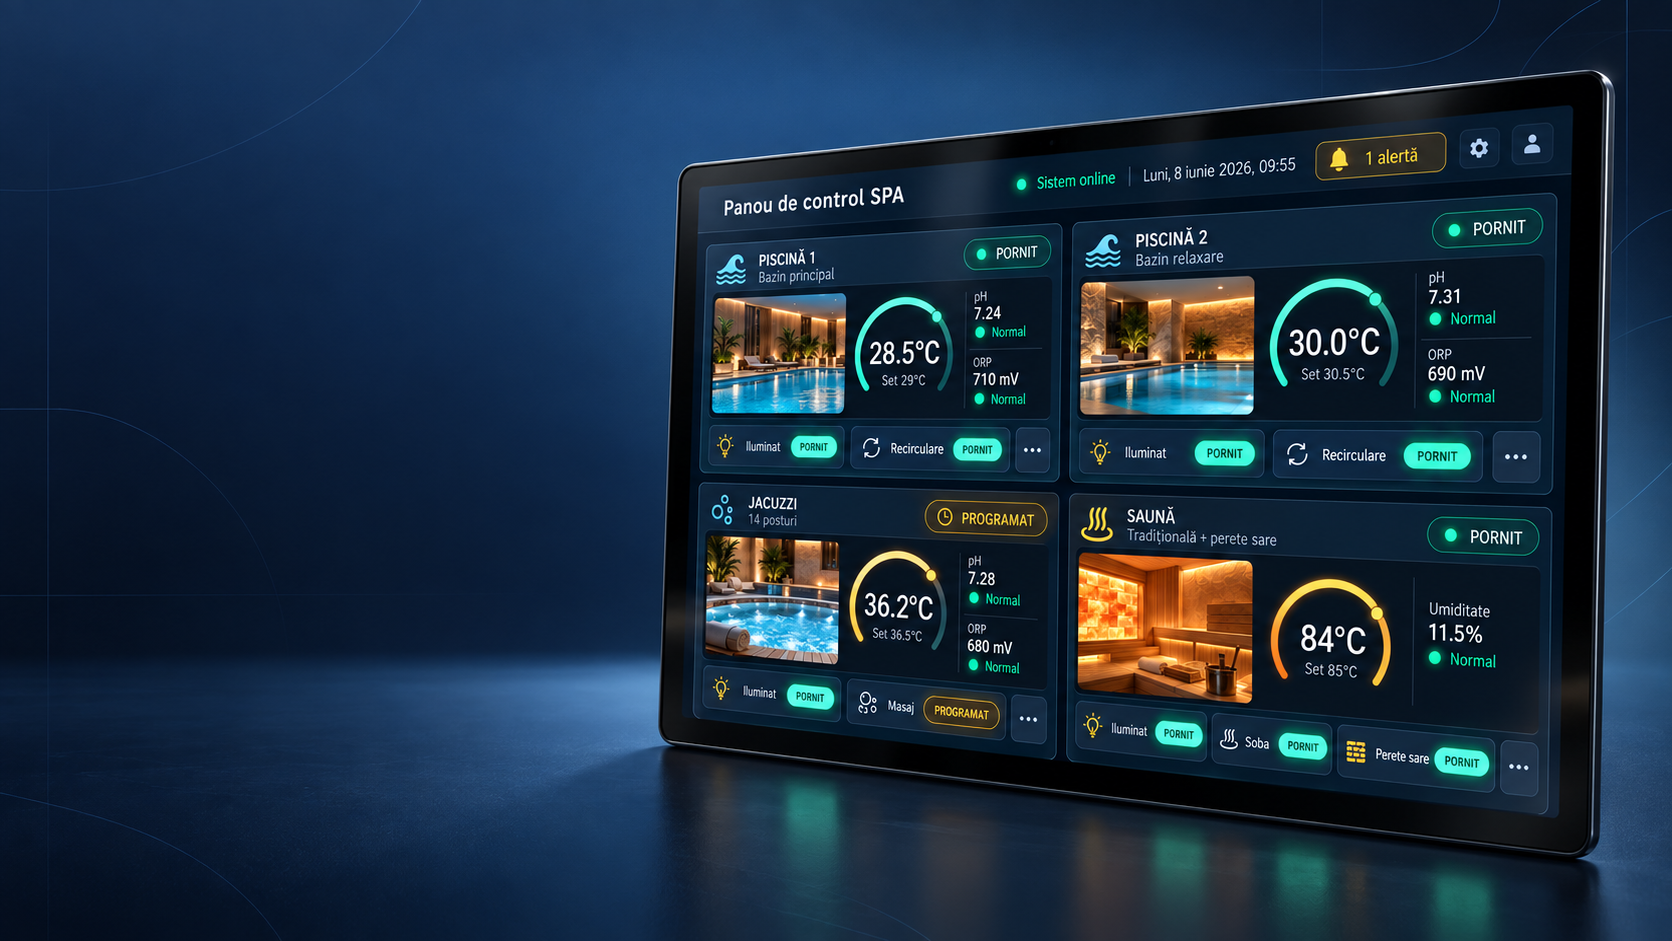 Panou de control SPA
Sistem online
Luni, 8 iunie 2026, 09:55
1 alertă
PISCINĂ 1
Bazin principal
PORNIT
28.5°C
Set 29°C
pH
7.24
Normal
ORP
710 mV
Normal
Iluminat
PORNIT
Recirculare
PORNIT
PISCINĂ 2
Bazin relaxare
PORNIT
30.0°C
Set 30.5°C
pH
7.31
Normal
ORP
690 mV
Normal
Iluminat
PORNIT
Recirculare
PORNIT
JACUZZI
14 posturi
PROGRAMAT
36.2°C
Set 36.5°C
pH
7.28
Normal
ORP
680 mV
Normal
Iluminat
PORNIT
Masaj
PROGRAMAT
SAUNĂ
Tradițională + perete sare
PORNIT
84°C
Set 85°C
Umiditate
11.5%
Normal
Iluminat
PORNIT
Soba
PORNIT
Perete sare
PORNIT